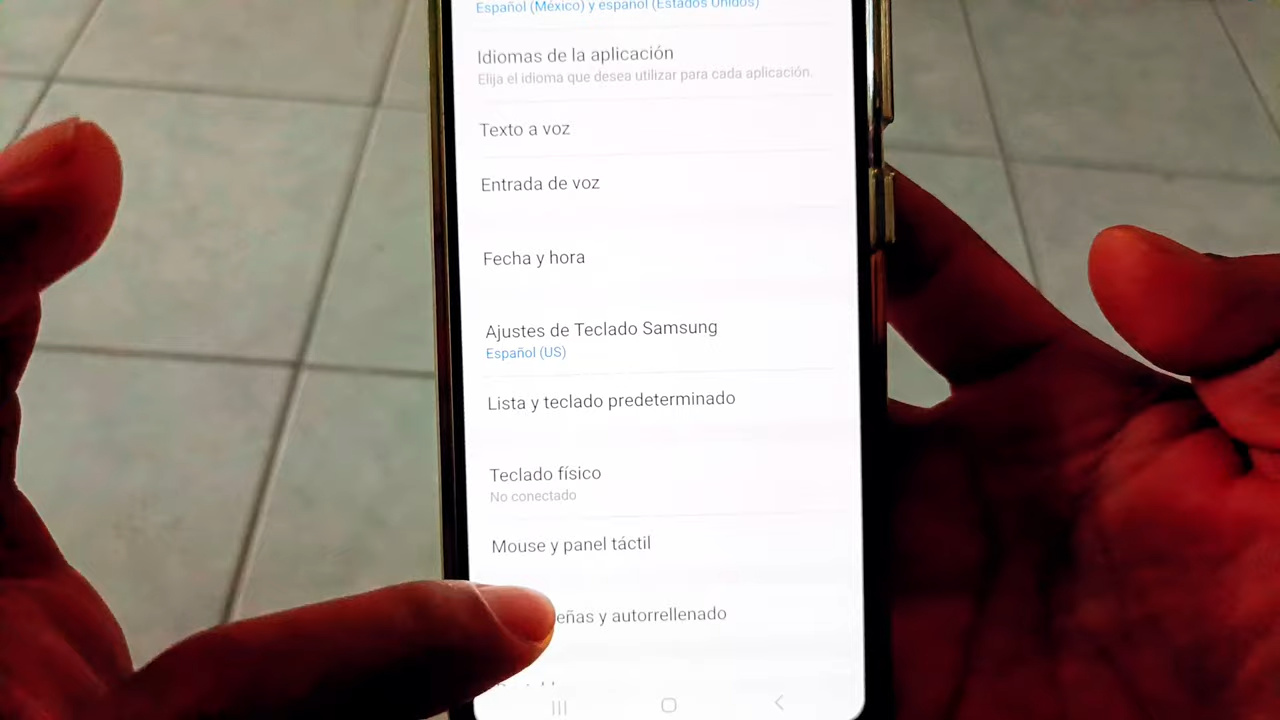 Español (México) y español (Estados Unidos)
Idiomas de la aplicación
Elija el idioma que desea utilizar para cada aplicación.
Texto a voz
Entrada de voz
Fecha y hora
Ajustes de Teclado Samsung
Español (US)
Lista y teclado predeterminado
Teclado físico
No conectado
Mouse y panel táctil
eñas y autorrellenado